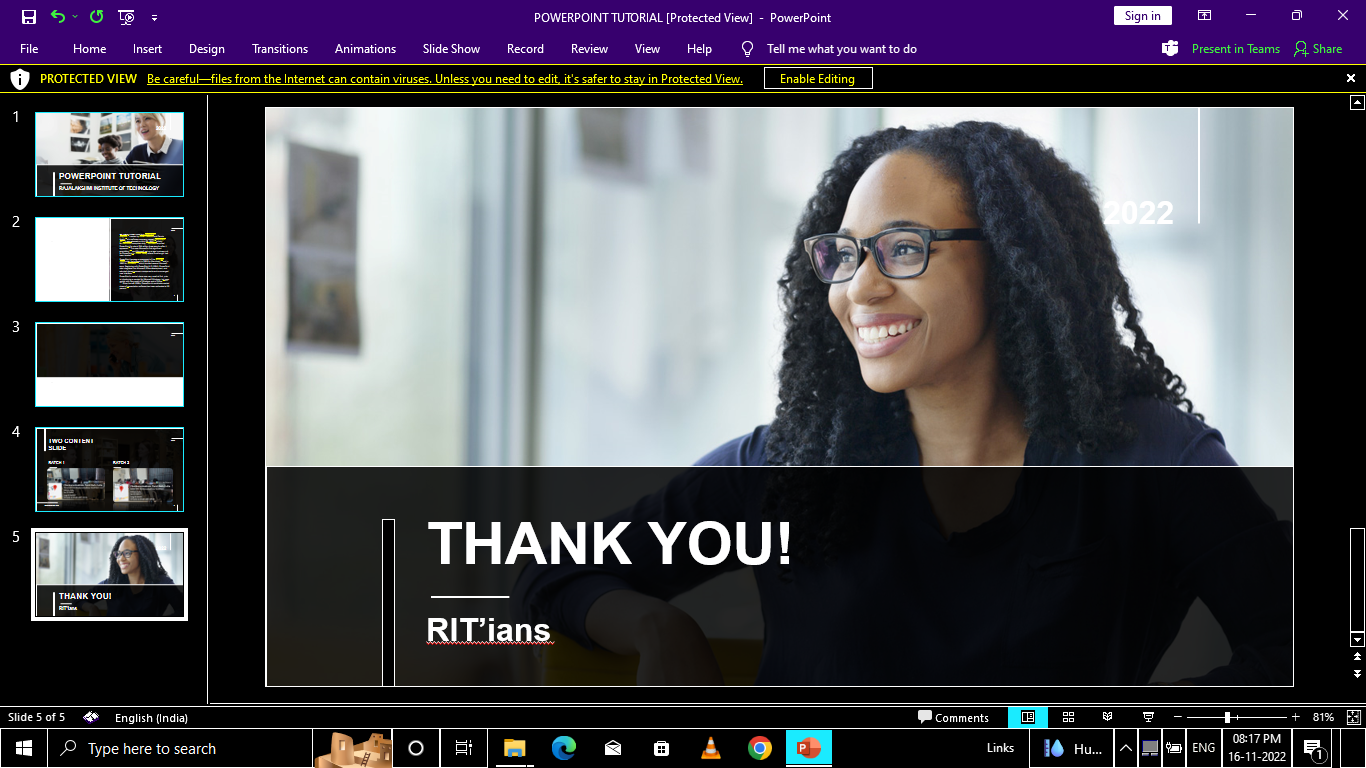 POWERPOINT TUTORIAL [Protected View] - PowerPoint
Sign in
File Home Insert Design Transitions Animations Slide Show Record Review View Help Tell me what you want to do Present in Teams Share
PROTECTED VIEW Be careful—files from the Internet can contain viruses. Unless you need to edit, it's safer to stay in Protected View. Enable Editing
1
POWERPOINT TUTORIAL
RAJALAKSHMI INSTITUTE OF TECHNOLOGY
2
3
4
TWO CONTENT
SLIDE
BATCH 1 BATCH 2
5
THANK YOU!
RIT'ians
2022
THANK YOU!
RIT’ians
Slide 5 of 5 English (India) Comments 81%
Type here to search Links Hu... ENG 08:17 PM
16-11-2022
1